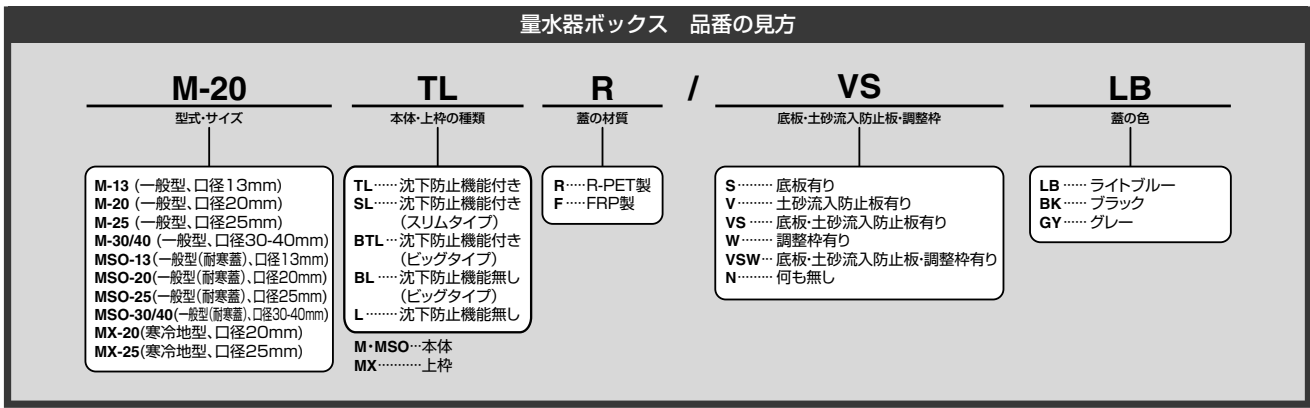 量水器ボックス　品番の見方
M-20 TL R / VS LB
型式・サイズ 本体・上枠の種類 蓋の材質 底板・土砂流入防止板・調整枠 蓋の色
M-13 (一般型、口径13mm)
M-20 (一般型、口径20mm)
M-25 (一般型、口径25mm)
M-30/40 (一般型、口径30-40mm)
MSO-13(一般型(耐寒蓋)、口径13mm)
MSO-20(一般型(耐寒蓋)、口径20mm)
MSO-25(一般型(耐寒蓋)、口径25mm)
MSO-30/40(一般型(耐寒蓋)、口径30-40mm)
MX-20(寒冷地型、口径20mm)
MX-25(寒冷地型、口径25mm)
TL……沈下防止機能付き
SL……沈下防止機能付き
(スリムタイプ)
BTL…沈下防止機能付き
(ビッグタイプ)
BL……沈下防止機能無し
(ビッグタイプ)
L………沈下防止機能無し
M・MSO…本体
MX…………上枠
R……R-PET製
F……FRP製
S………底板有り
V………土砂流入防止板有り
VS……底板・土砂流入防止板有り
W………調整枠有り
VSW…底板・土砂流入防止板・調整枠有り
N………何も無し
LB……ライトブルー
BK……ブラック
GY……グレー